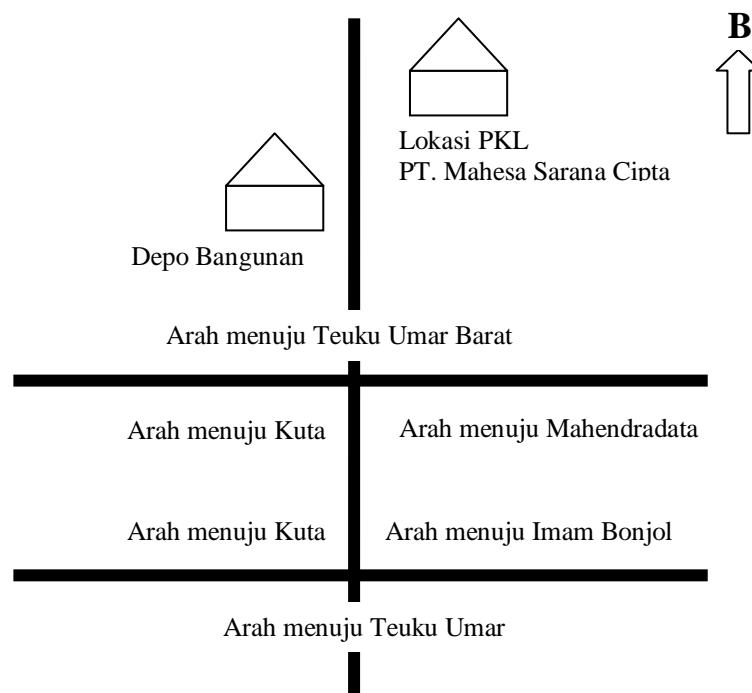 B
Lokasi PKL
PT. Mahesa Sarana Cipta
Depo Bangunan
Arah menuju Teuku Umar Barat
Arah menuju Kuta
Arah menuju Mahendradata
Arah menuju Kuta
Arah menuju Imam Bonjol
Arah menuju Teuku Umar